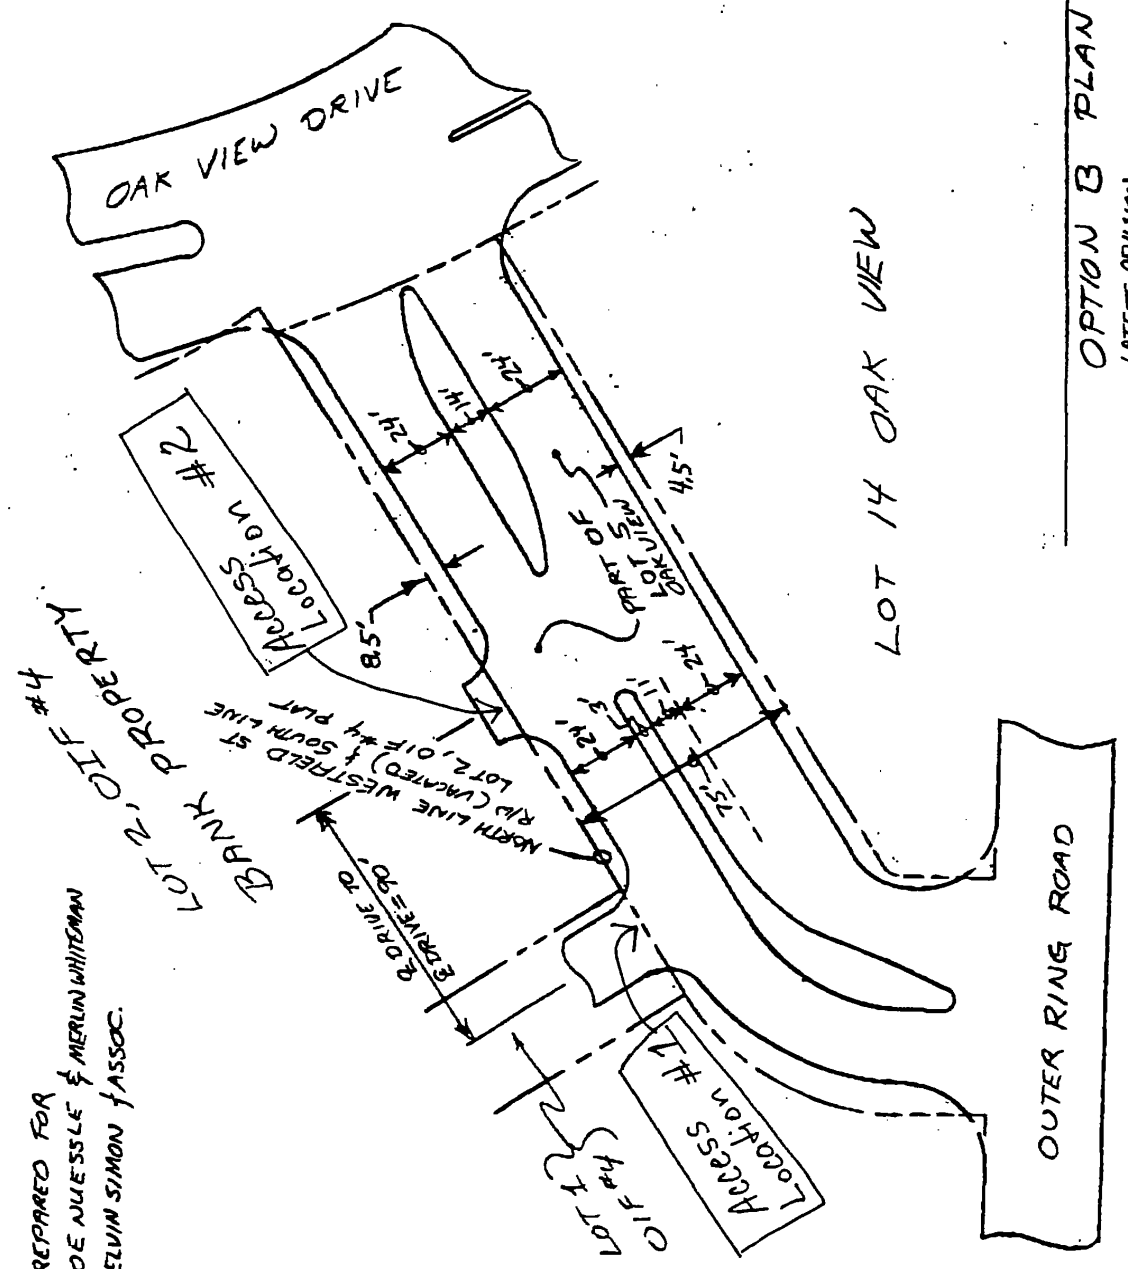 REPARED FOR
OE NUESSLE & MERLIN WHITEMAN
ELVIN SIMON & ASSOC.
LOT 2, OIF #4
BANK PROPERTY
OAK VIEW DRIVE
Access
Location #2
8.5'
24'
14'
24'
PART OF
LOT 5
OAK VIEW
4.5'
NORTH LINE WESTFIELD ST
R/W (VACATED) & SOUTH LINE
LOT 2, OIF #4 PLAT
℄ DRIVE TO
℄ DRIVE = 90'
24'
3'
11'
24'
75'
LOT 1
OIF #4
Access
Location #1
LOT 14 OAK VIEW
OUTER RING ROAD
OPTION B PLAN